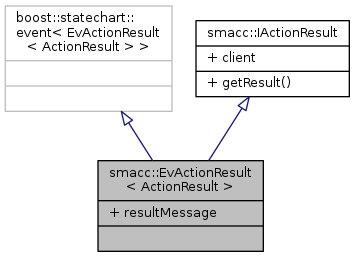 boost::statechart::
event< EvActionResult
< ActionResult > >
smacc::IActionResult
+ client
+ getResult()
smacc::EvActionResult
< ActionResult >
+ resultMessage